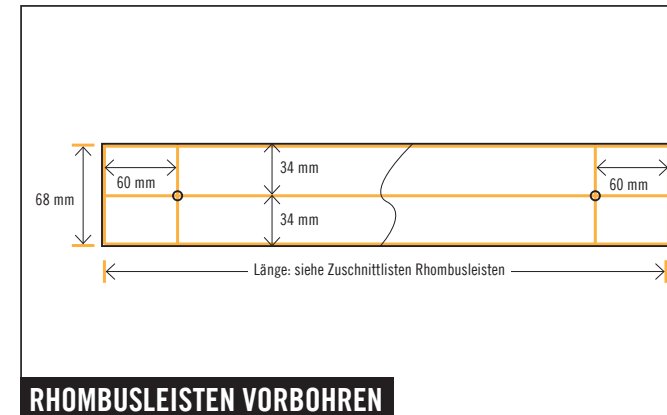 34 mm
60 mm
60 mm
68 mm
34 mm
Länge: siehe Zuschnittlisten Rhombusleisten
RHOMBUSLEISTEN VORBOHREN